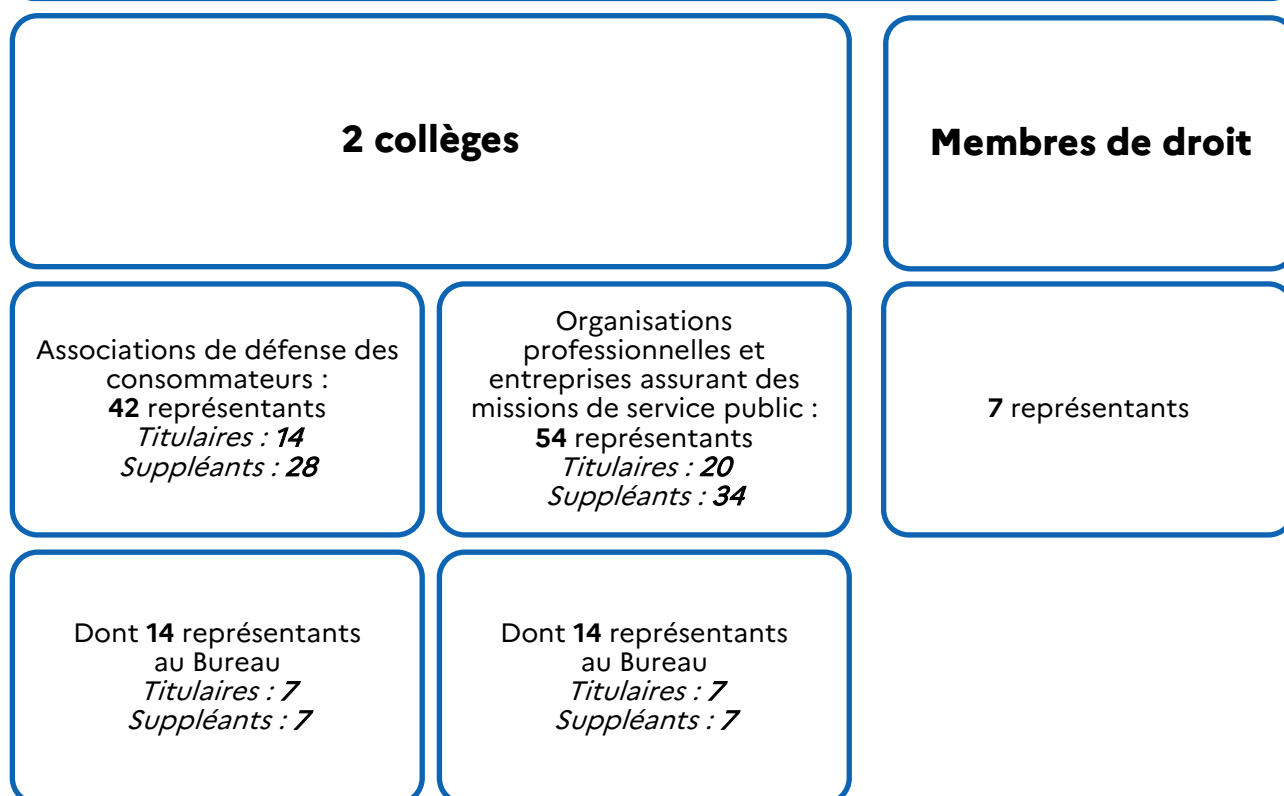 2 collèges
Membres de droit
Associations de défense des
consommateurs :
42 représentants
Titulaires : 14
Suppléants : 28
Organisations
professionnelles et
entreprises assurant des
missions de service public :
54 représentants
Titulaires : 20
Suppléants : 34
7 représentants
Dont 14 représentants
au Bureau
Titulaires : 7
Suppléants : 7
Dont 14 représentants
au Bureau
Titulaires : 7
Suppléants : 7